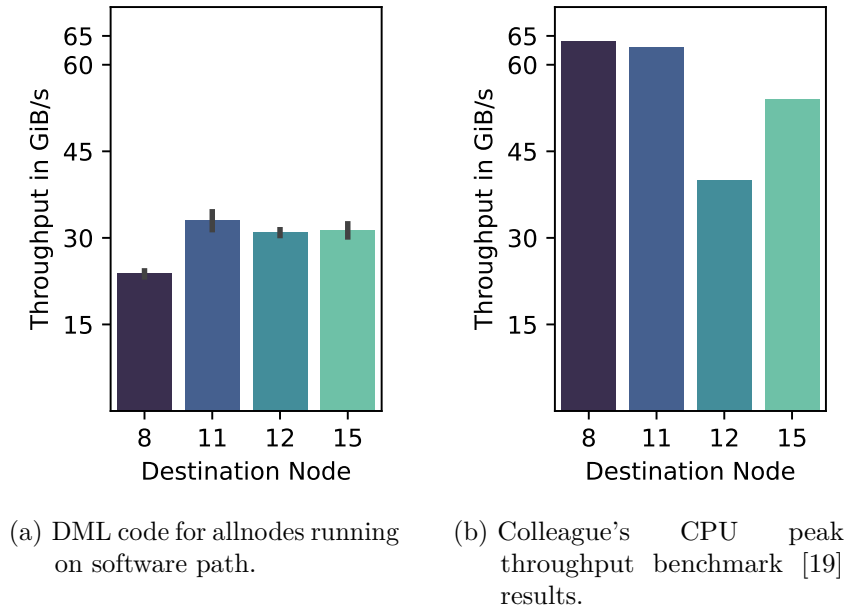 65
60
45
30
15
Throughput in GiB/s
8 11 12 15
Destination Node
(a) DML code for allnodes running
on software path.
65
60
45
30
15
Throughput in GiB/s
8 11 12 15
Destination Node
(b) Colleague's CPU peak
throughput benchmark [19]
results.